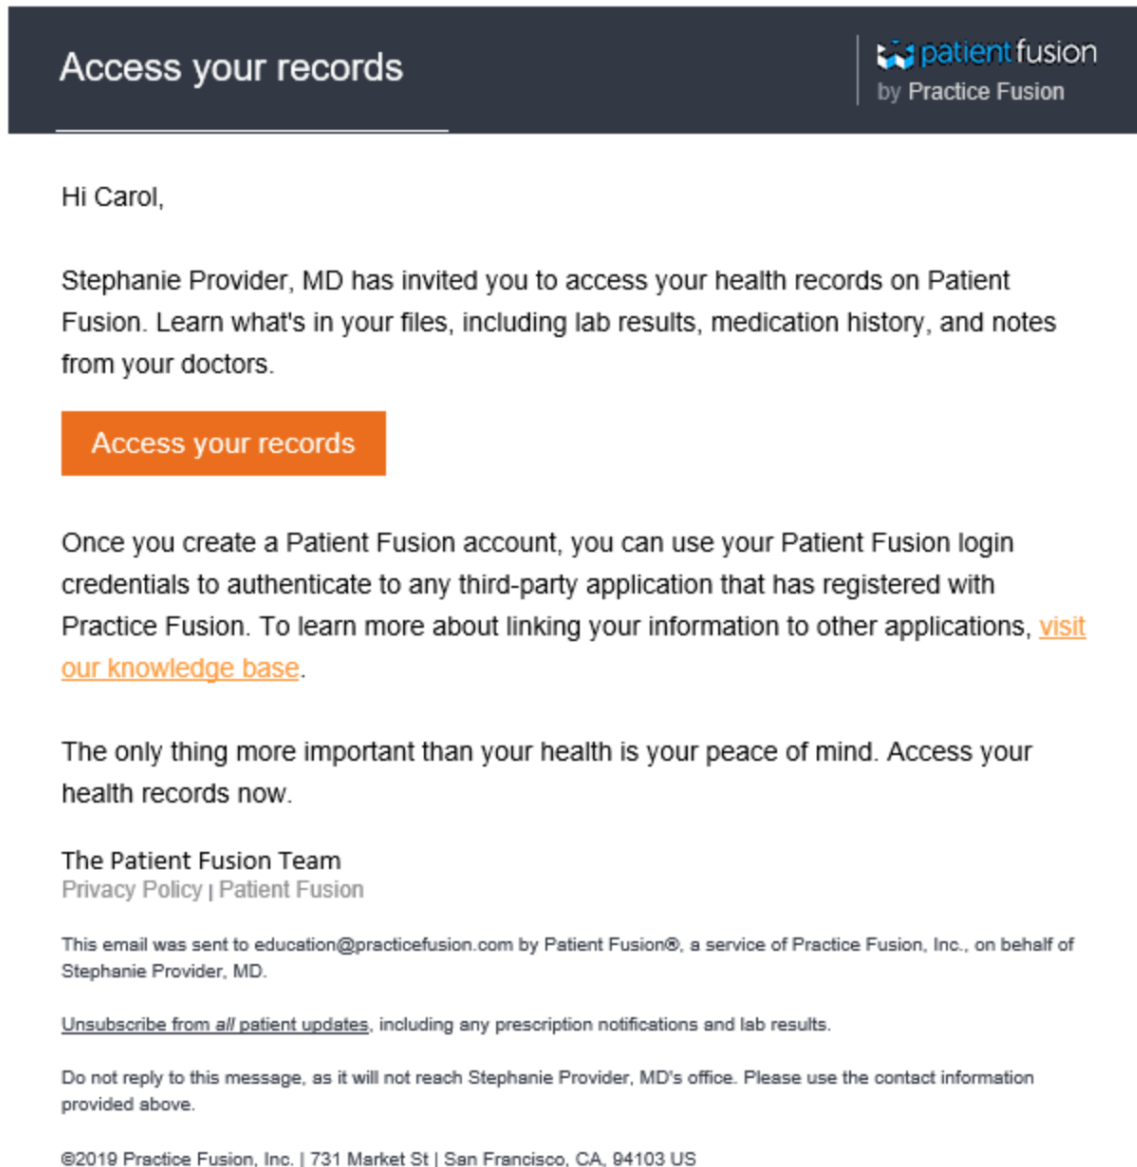 Access your records
patientfusion
by Practice Fusion
Hi Carol,
Stephanie Provider, MD has invited you to access your health records on Patient
Fusion. Learn what's in your files, including lab results, medication history, and notes
from your doctors.
Access your records
Once you create a Patient Fusion account, you can use your Patient Fusion login
credentials to authenticate to any third-party application that has registered with
Practice Fusion. To learn more about linking your information to other applications, visit
our knowledge base.
The only thing more important than your health is your peace of mind. Access your
health records now.
The Patient Fusion Team
Privacy Policy | Patient Fusion
This email was sent to education@practicefusion.com by Patient Fusion®, a service of Practice Fusion, Inc., on behalf of
Stephanie Provider, MD.
Unsubscribe from all patient updates, including any prescription notifications and lab results.
Do not reply to this message, as it will not reach Stephanie Provider, MD's office. Please use the contact information
provided above.
©2019 Practice Fusion, Inc. | 731 Market St | San Francisco, CA, 94103 US